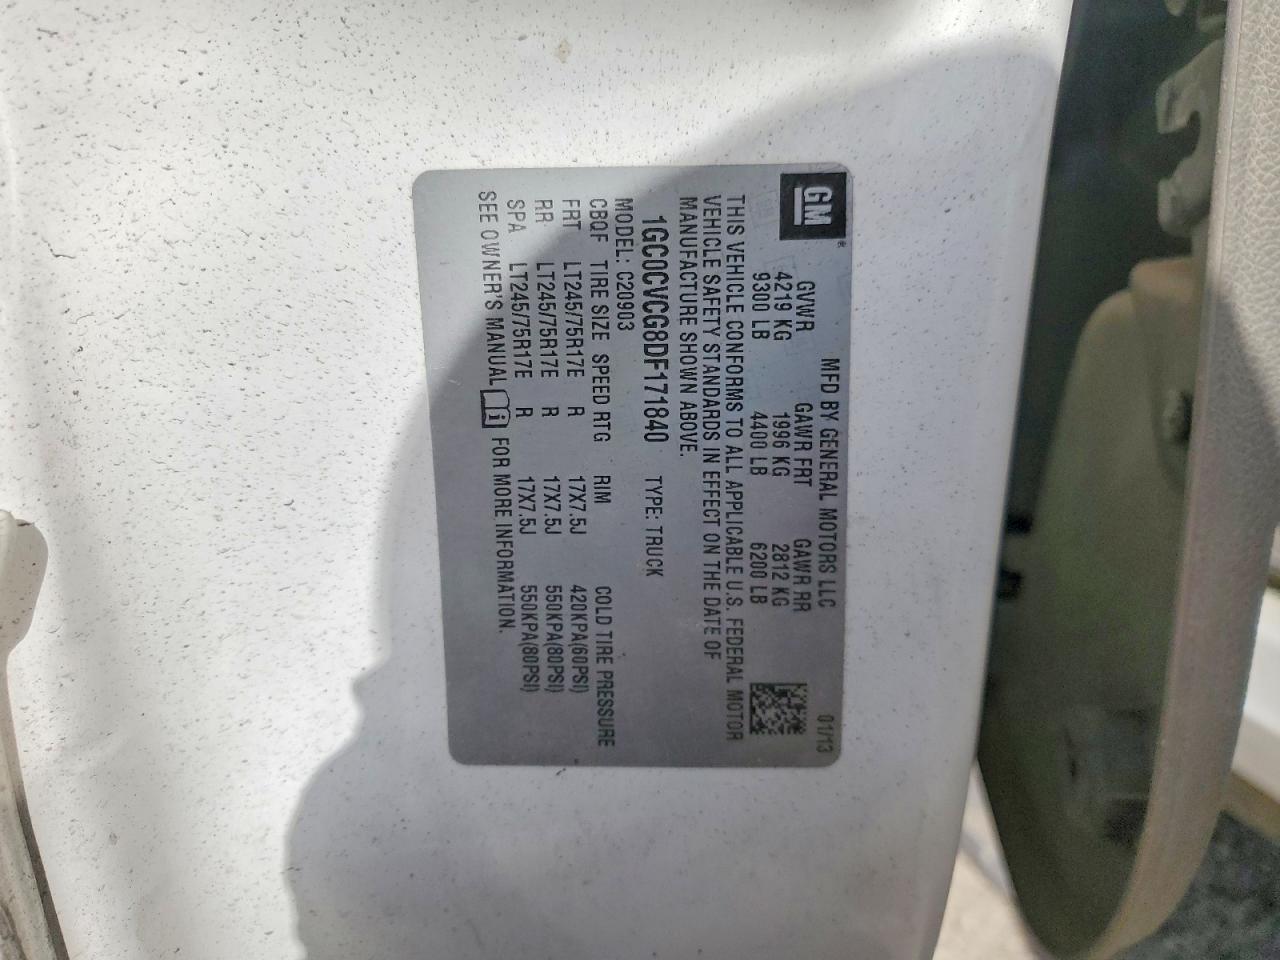 GM®
MFD BY GENERAL MOTORS LLC 01/13
GVWR GAWR FRT GAWR RR
4219 KG 1996 KG 2812 KG
9300 LB 4400 LB 6200 LB
THIS VEHICLE CONFORMS TO ALL APPLICABLE U.S. FEDERAL MOTOR
VEHICLE SAFETY STANDARDS IN EFFECT ON THE DATE OF
MANUFACTURE SHOWN ABOVE.
1GC0CVCG8DF171840 TYPE: TRUCK
MODEL: C20903
CBQF TIRE SIZE SPEED RTG RIM COLD TIRE PRESSURE
FRT LT245/75R17E R 17X7.5J 420KPA(60PSI)
RR LT245/75R17E R 17X7.5J 550KPA(80PSI)
SPA LT245/75R17E R 17X7.5J 550KPA(80PSI)
SEE OWNER'S MANUAL i FOR MORE INFORMATION.